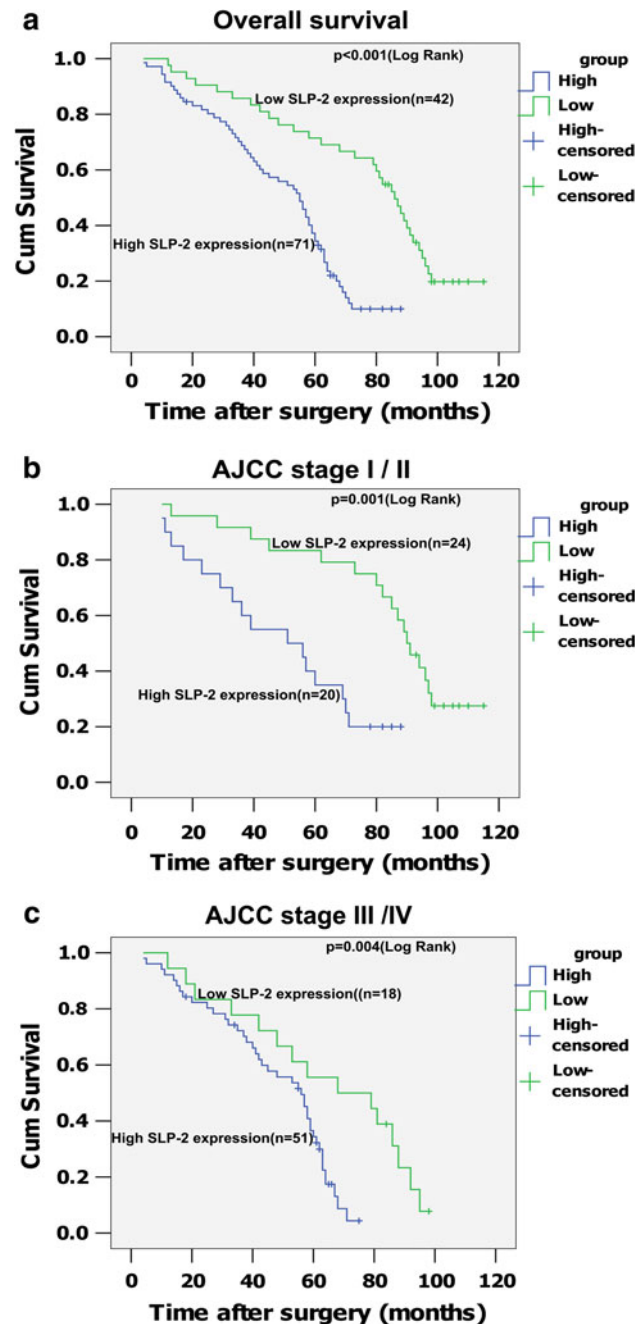 a
Overall survival
p<0.001(Log Rank)
Low SLP-2 expression(n=42)
High SLP-2 expression(n=71)
Cum Survival
1.0
0.8
0.6
0.4
0.2
0.0
0 20 40 60 80 100 120
Time after surgery (months)
group
High
Low
High-
censored
Low-
censored
b
AJCC stage I / II
p=0.001(Log Rank)
Low SLP-2 expression(n=24)
High SLP-2 expression(n=20)
Cum Survival
1.0
0.8
0.6
0.4
0.2
0.0
0 20 40 60 80 100 120
Time after surgery (months)
group
High
Low
High-
censored
Low-
censored
c
AJCC stage III /IV
p=0.004(Log Rank)
Low SLP-2 expression((n=18)
High SLP-2 expression(n=51)
Cum Survival
1.0
0.8
0.6
0.4
0.2
0.0
0 20 40 60 80 100 120
Time after surgery (months)
group
High
Low
High-
censored
Low-
censored